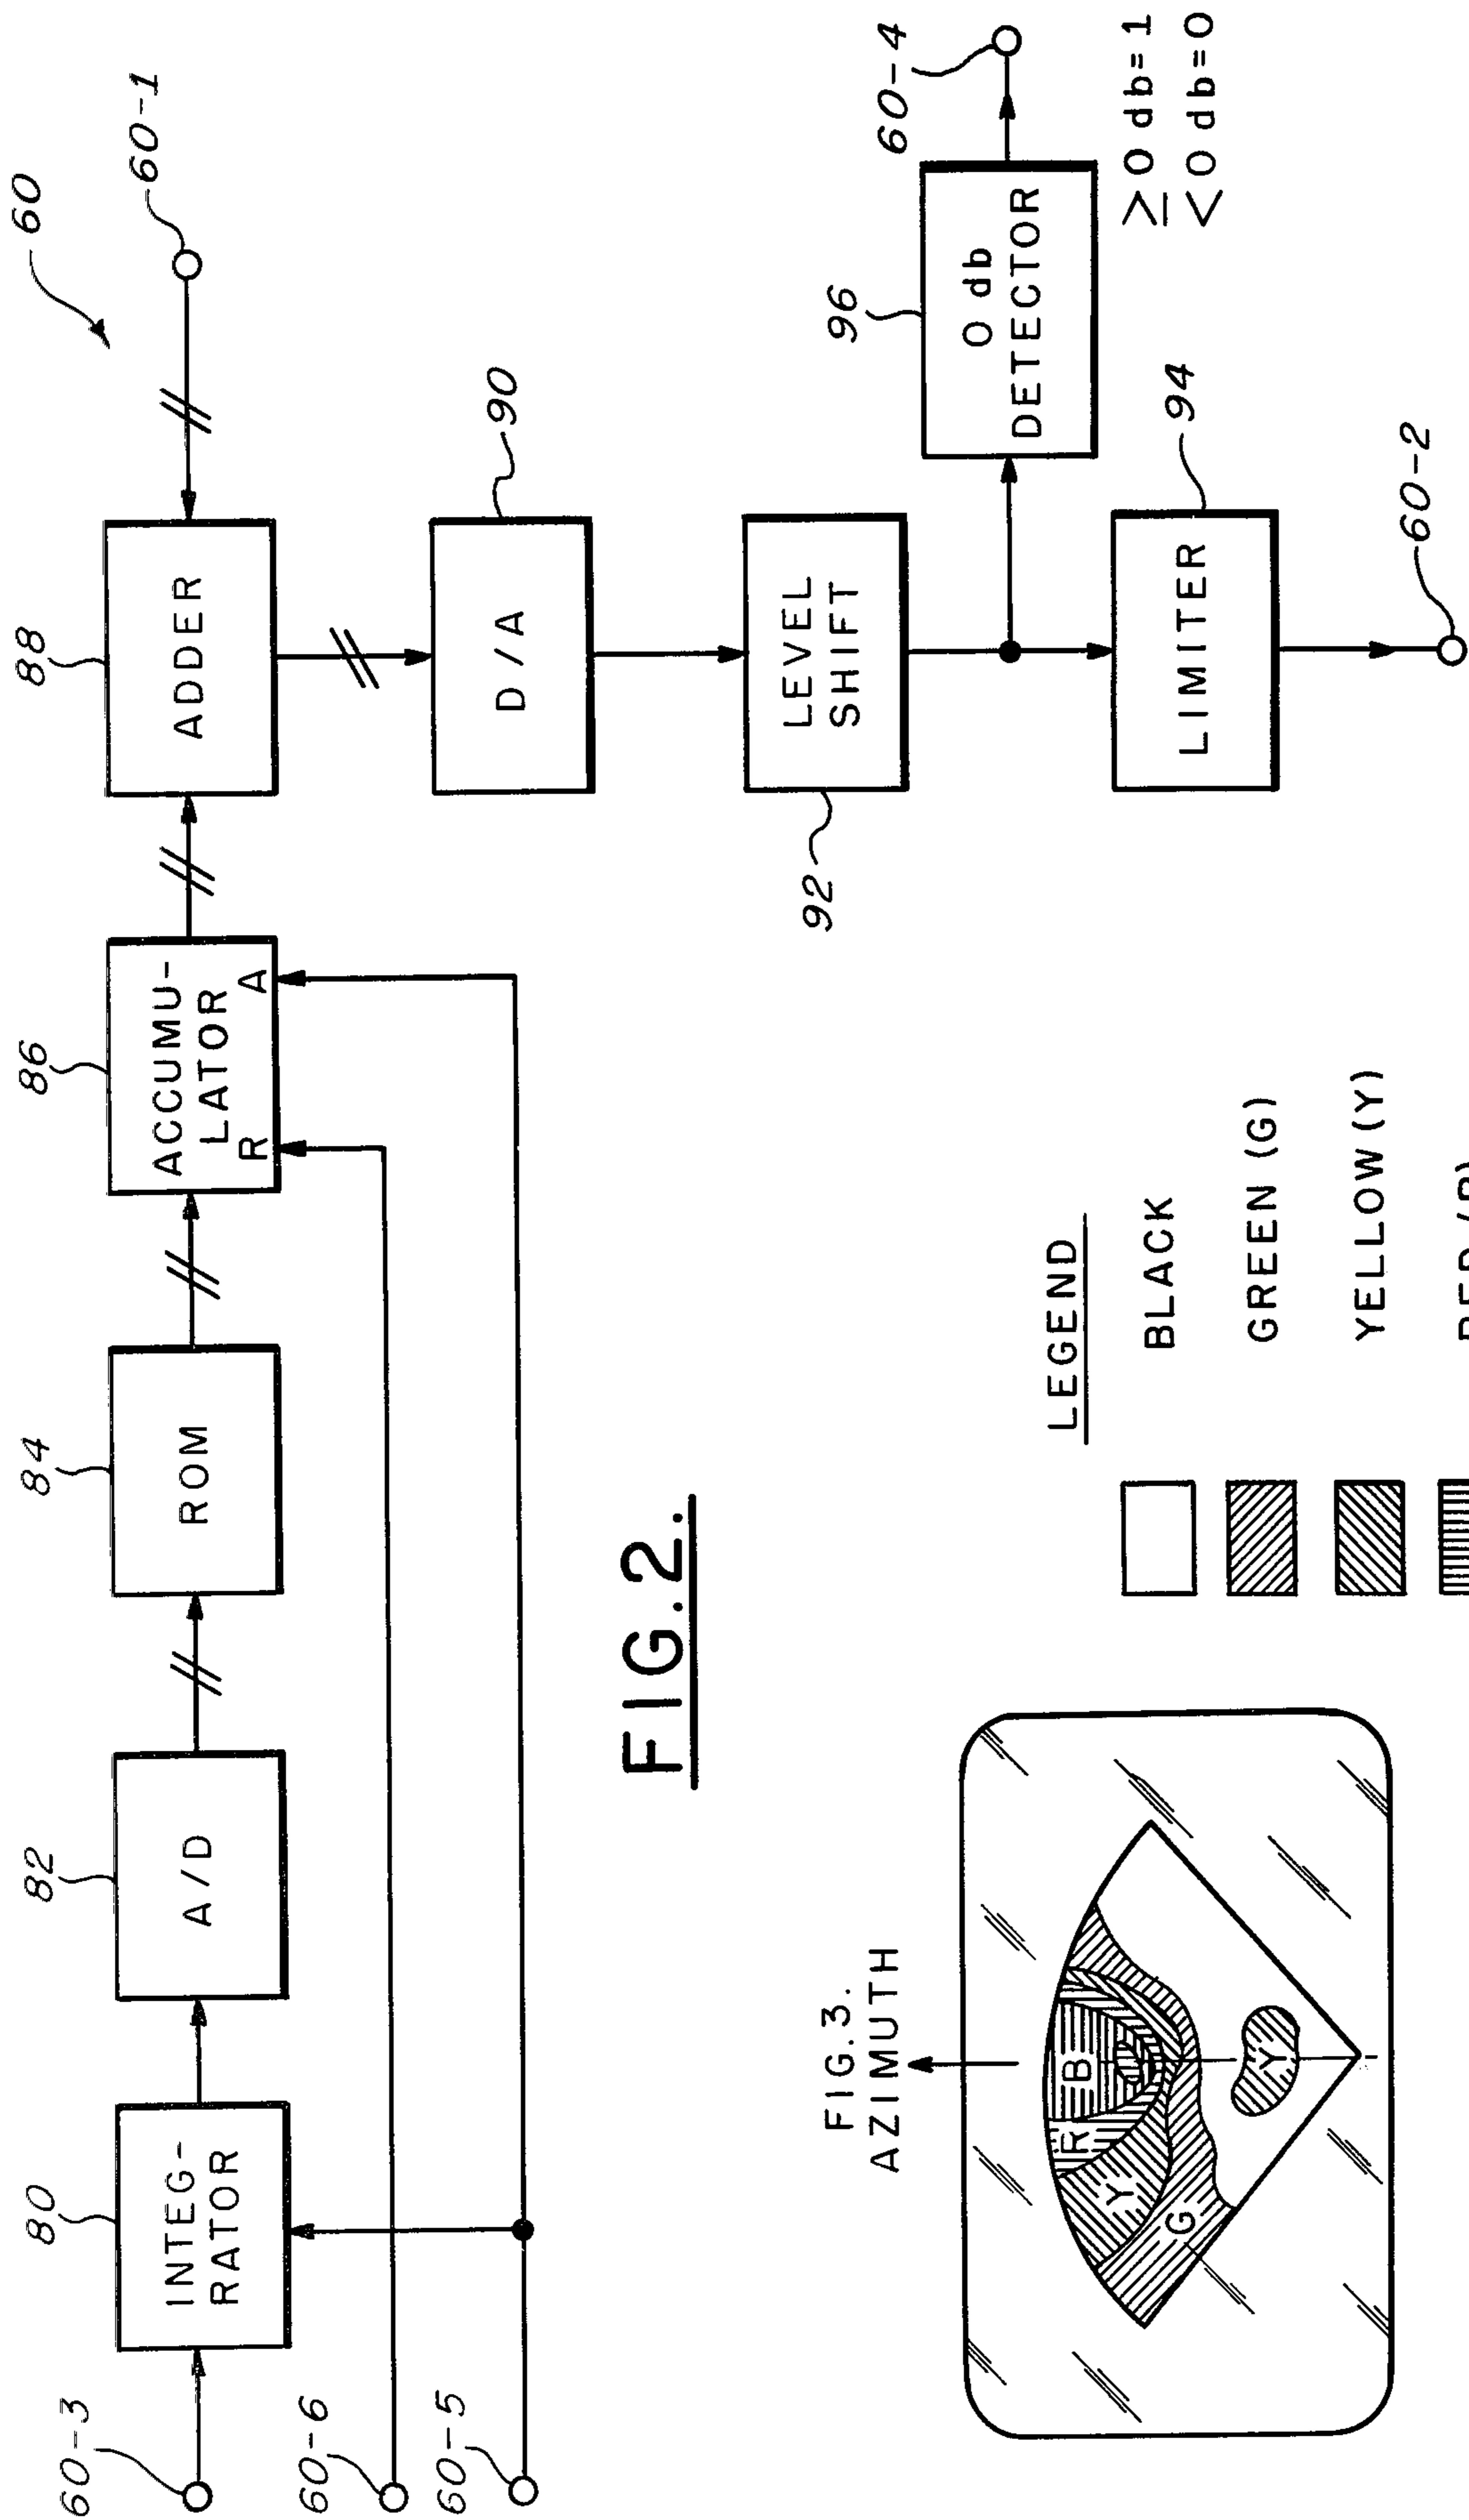 60
60-1
60-3
80
INTEG-
RATOR
82
A/D
84
ROM
86
ACCUMU-
LATOR
R
A
88
ADDER
60-6
60-5
90
D/A
92
LEVEL
SHIFT
96
0 db
DETECTOR
60-4
≥0 db=1
<0 db=0
94
LIMITER
60-2
FIG.2.
FIG.3.
AZIMUTH
R
B
Y
G
Y
LEGEND
BLACK
GREEN (G)
YELLOW (Y)